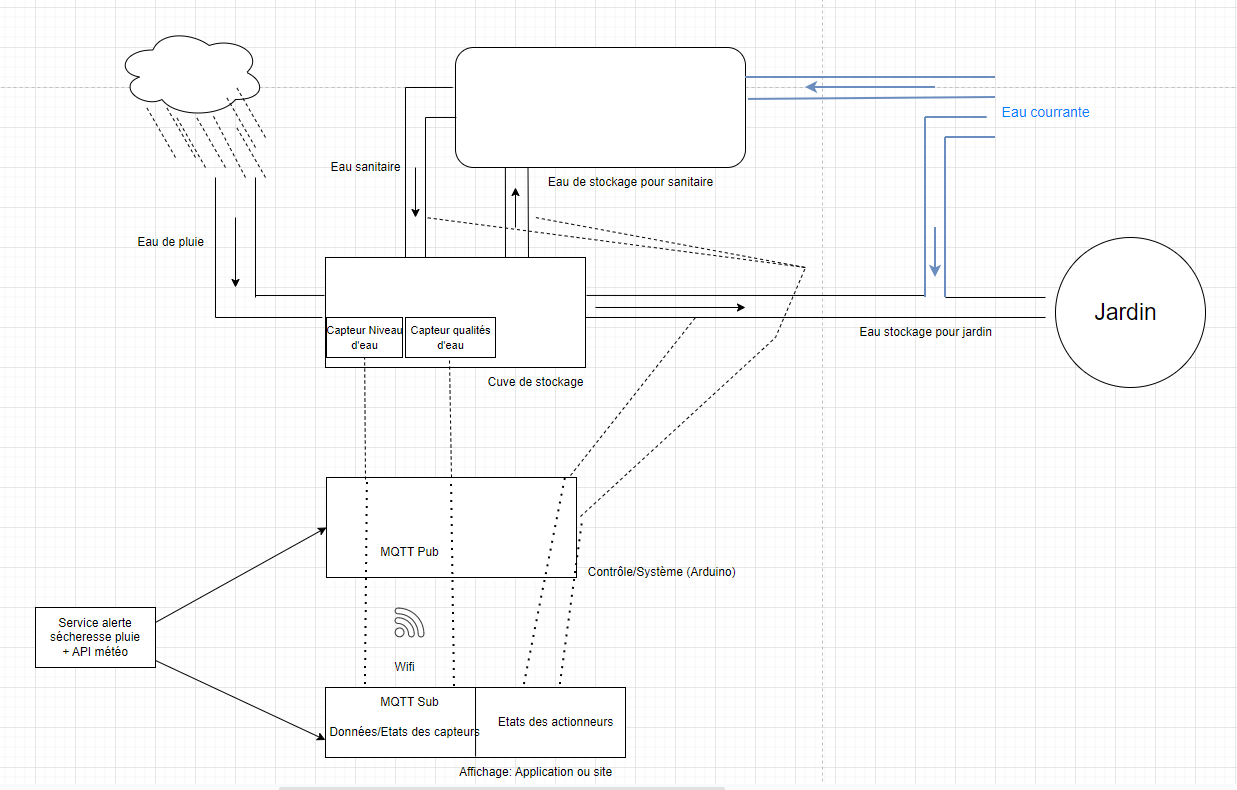 Eau courrante
Eau sanitaire
Eau de stockage pour sanitaire
Eau de pluie
Jardin
Capteur Niveau
d'eau
Capteur qualités
d'eau
Eau stockage pour jardin
Cuve de stockage
MQTT Pub
Contrôle/Système (Arduino)
Service alerte
sécheresse pluie
+ API météo
Wifi
MQTT Sub
Données/Etats des capteurs
Etats des actionneurs
Affichage: Application ou site